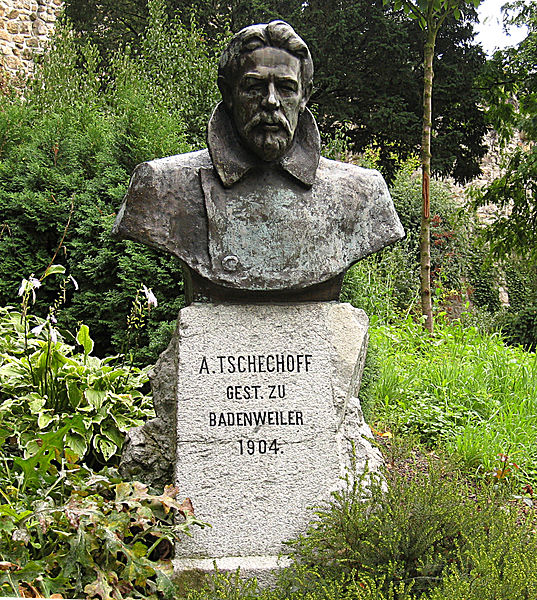 A. TSCHECHOFF
GEST. ZU
BADENWEILER
1904.